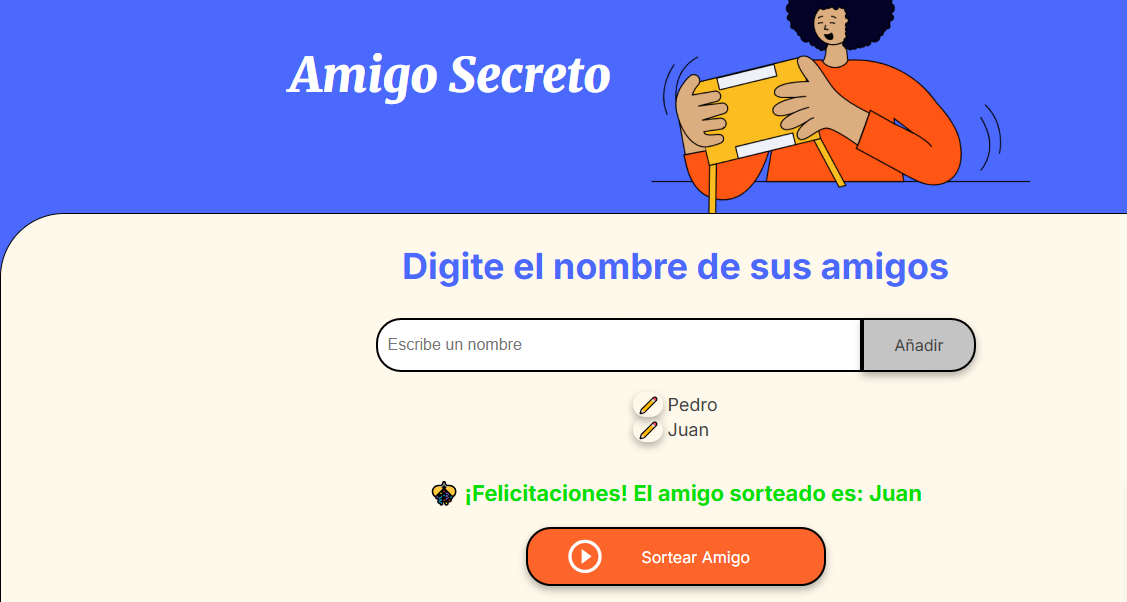 Amigo Secreto
Digite el nombre de sus amigos
Escribe un nombre
Añadir
Pedro
Juan
¡Felicitaciones! El amigo sorteado es: Juan
Sortear Amigo